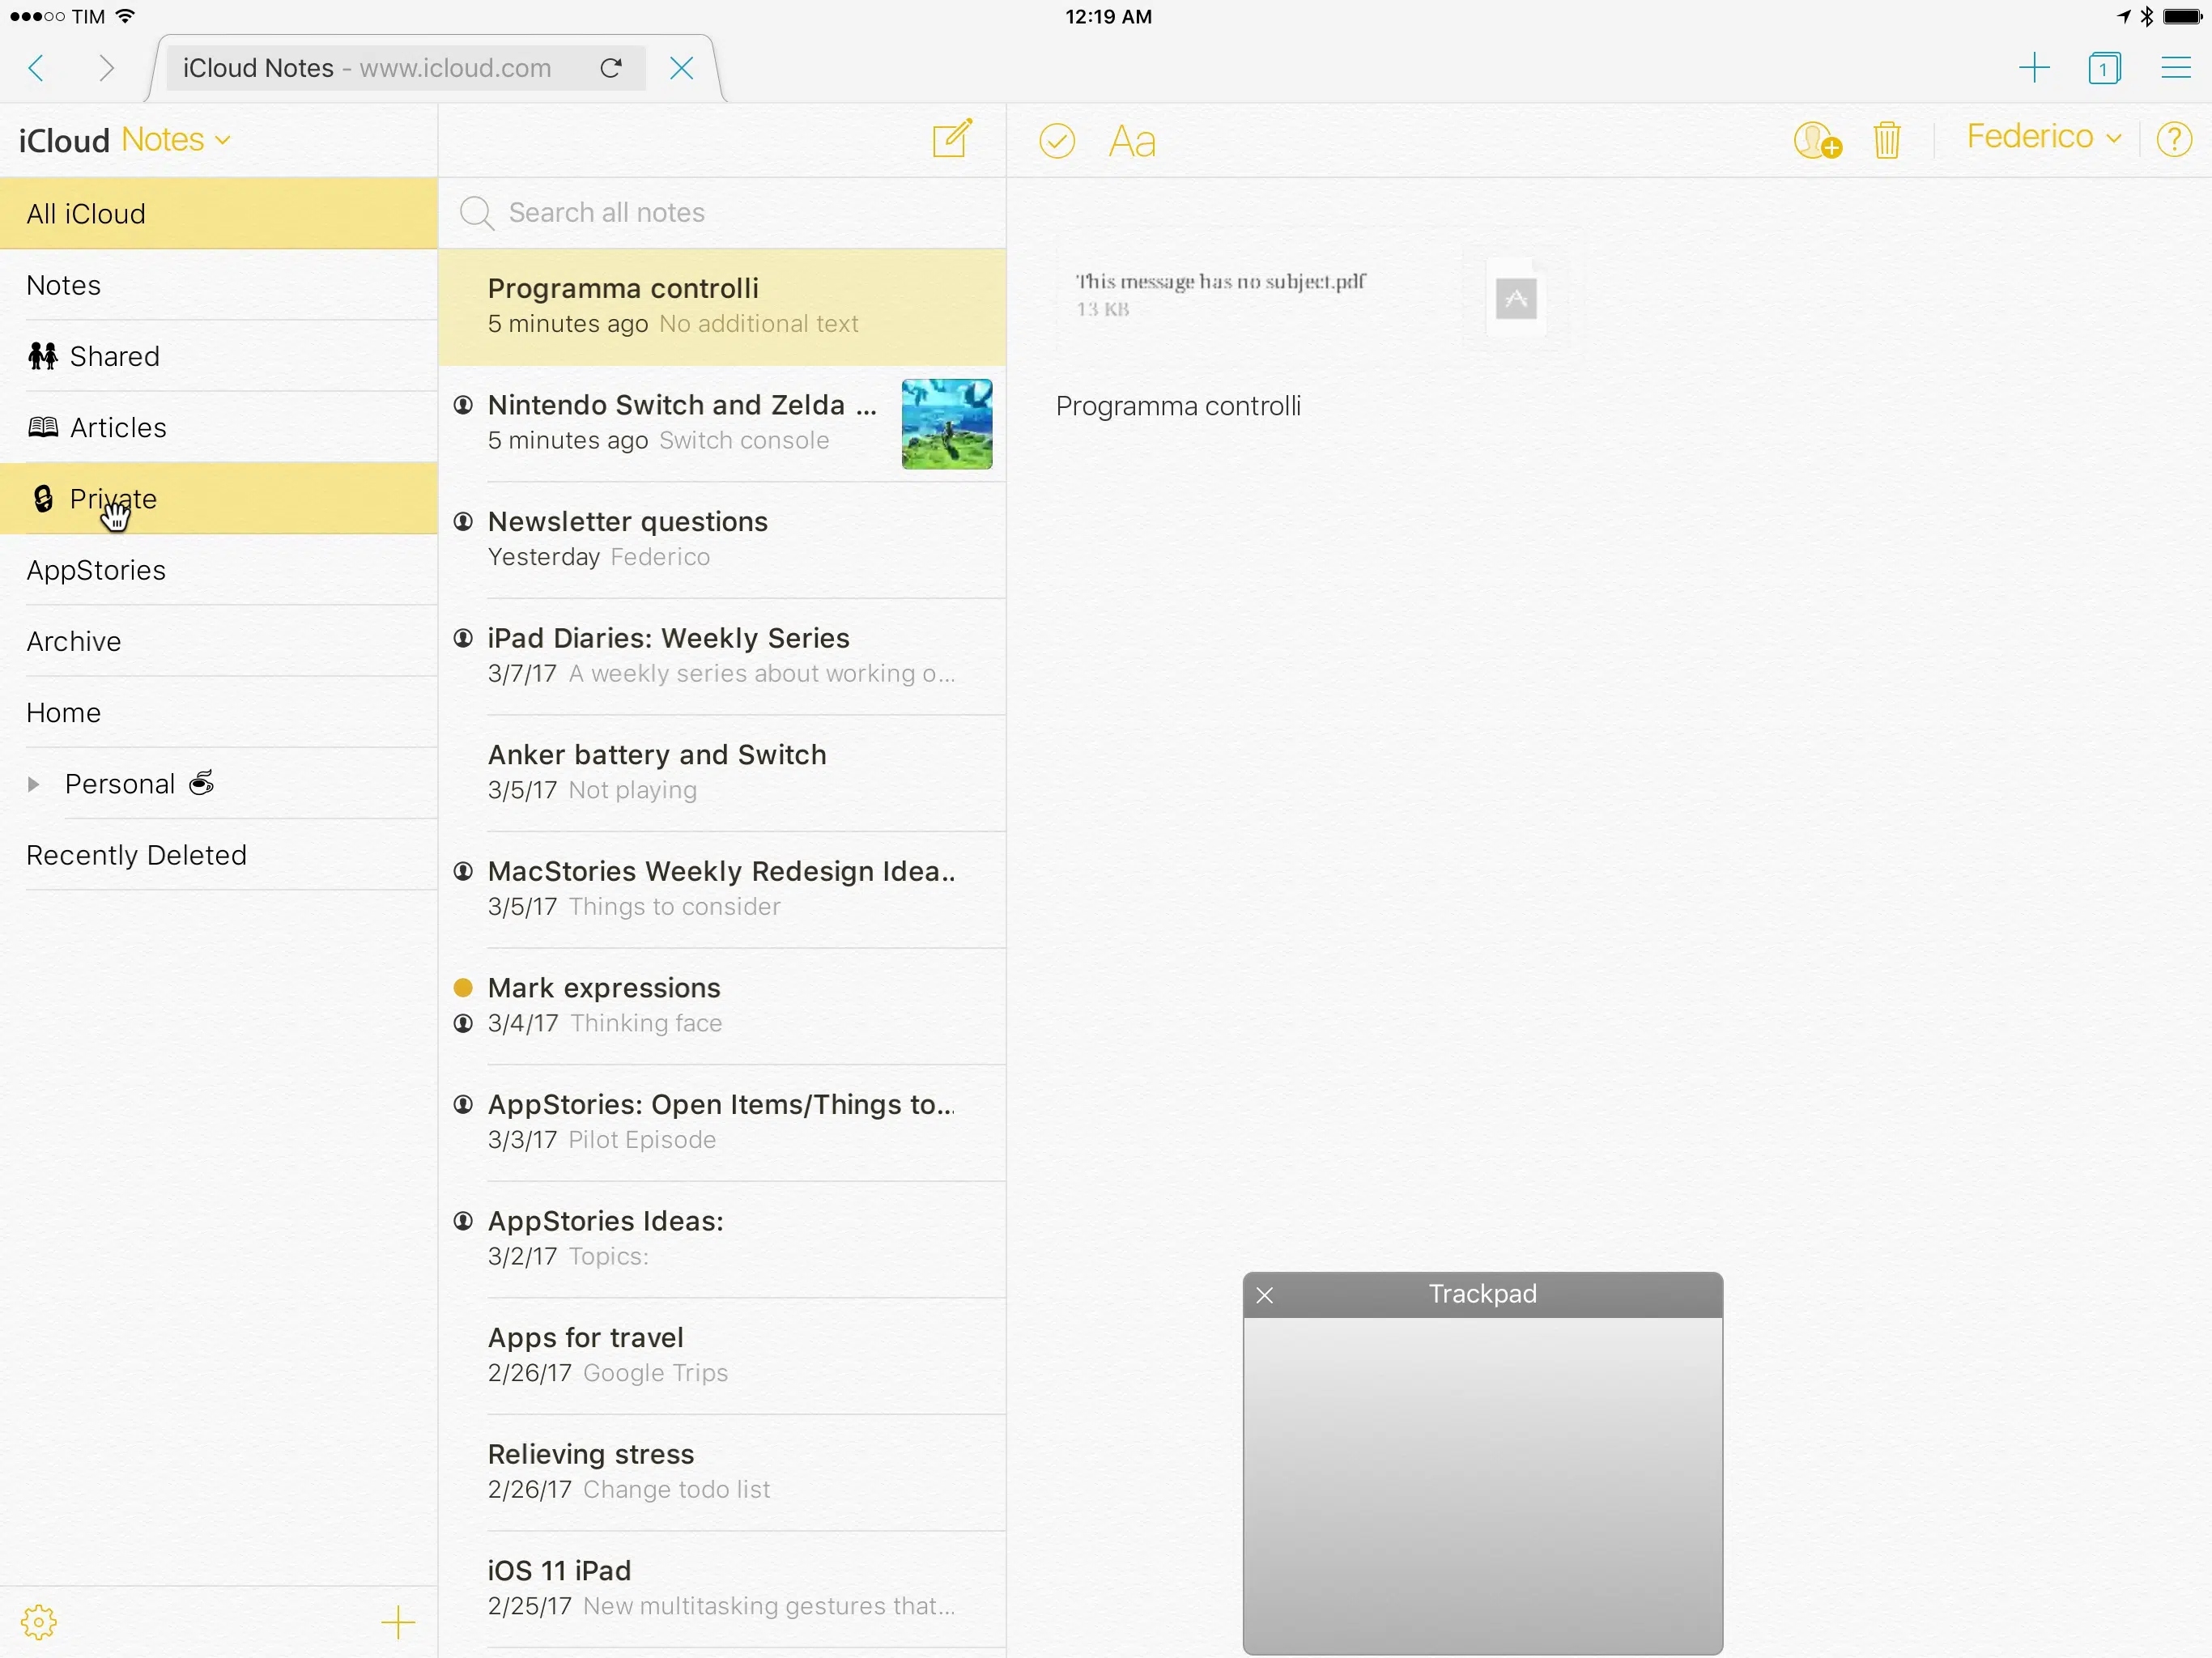 TIM 12:19 AM
iCloud Notes - www.icloud.com
1
iCloud Notes
Aa
Federico
?
All iCloud
Notes
Shared
Articles
Private
AppStories
Archive
Home
Personal
Recently Deleted
Search all notes
Programma controlli
5 minutes ago No additional text
Nintendo Switch and Zelda ...
5 minutes ago Switch console
Newsletter questions
Yesterday Federico
iPad Diaries: Weekly Series
3/7/17 A weekly series about working o...
Anker battery and Switch
3/5/17 Not playing
MacStories Weekly Redesign Idea..
3/5/17 Things to consider
Mark expressions
3/4/17 Thinking face
AppStories: Open Items/Things to...
3/3/17 Pilot Episode
AppStories Ideas:
3/2/17 Topics:
Apps for travel
2/26/17 Google Trips
Relieving stress
2/26/17 Change todo list
iOS 11 iPad
2/25/17 New multitasking gestures that...
This message has no subject.pdf
13 KB
Programma controlli
Trackpad